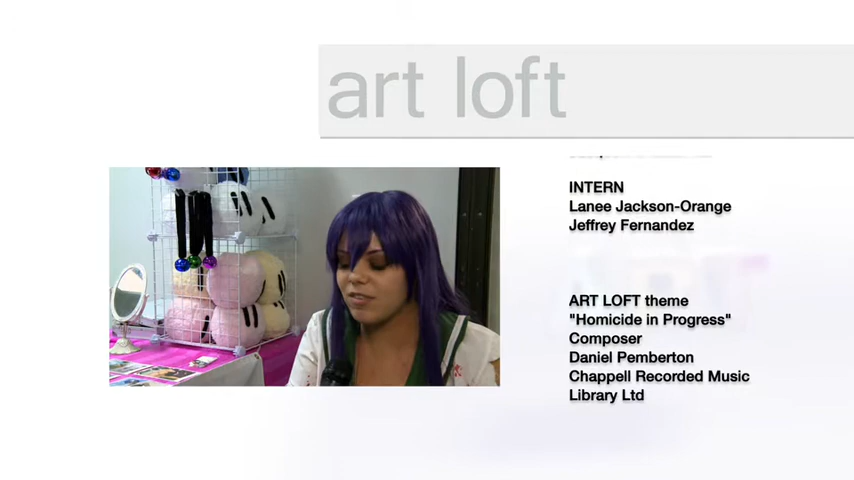 art loft
INTERN
Lanee Jackson-Orange
Jeffrey Fernandez
ART LOFT theme
"Homicide in Progress"
Composer
Daniel Pemberton
Chappell Recorded Music
Library Ltd